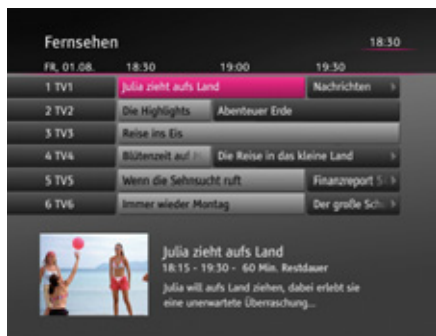 Fernsehen 18:30
FR, 01.08. 18:30 19:00 19:30
1 TV1 Julia zieht aufs Land Nachrichten
2 TV2 Die Highlights Abenteuer Erde
3 TV3 Reise ins Eis
4 TV4 Blütenzeit auf Die Reise in das kleine Land
5 TV5 Wenn die Sehnsucht ruft Finanzreport
6 TV6 Immer wieder Montag Der große
Julia zieht aufs Land
18:15 - 19:30 - 60 Min. Restdauer
Julia will aufs Land ziehen, dabei erlebt sie
eine unerwartete Überraschung...